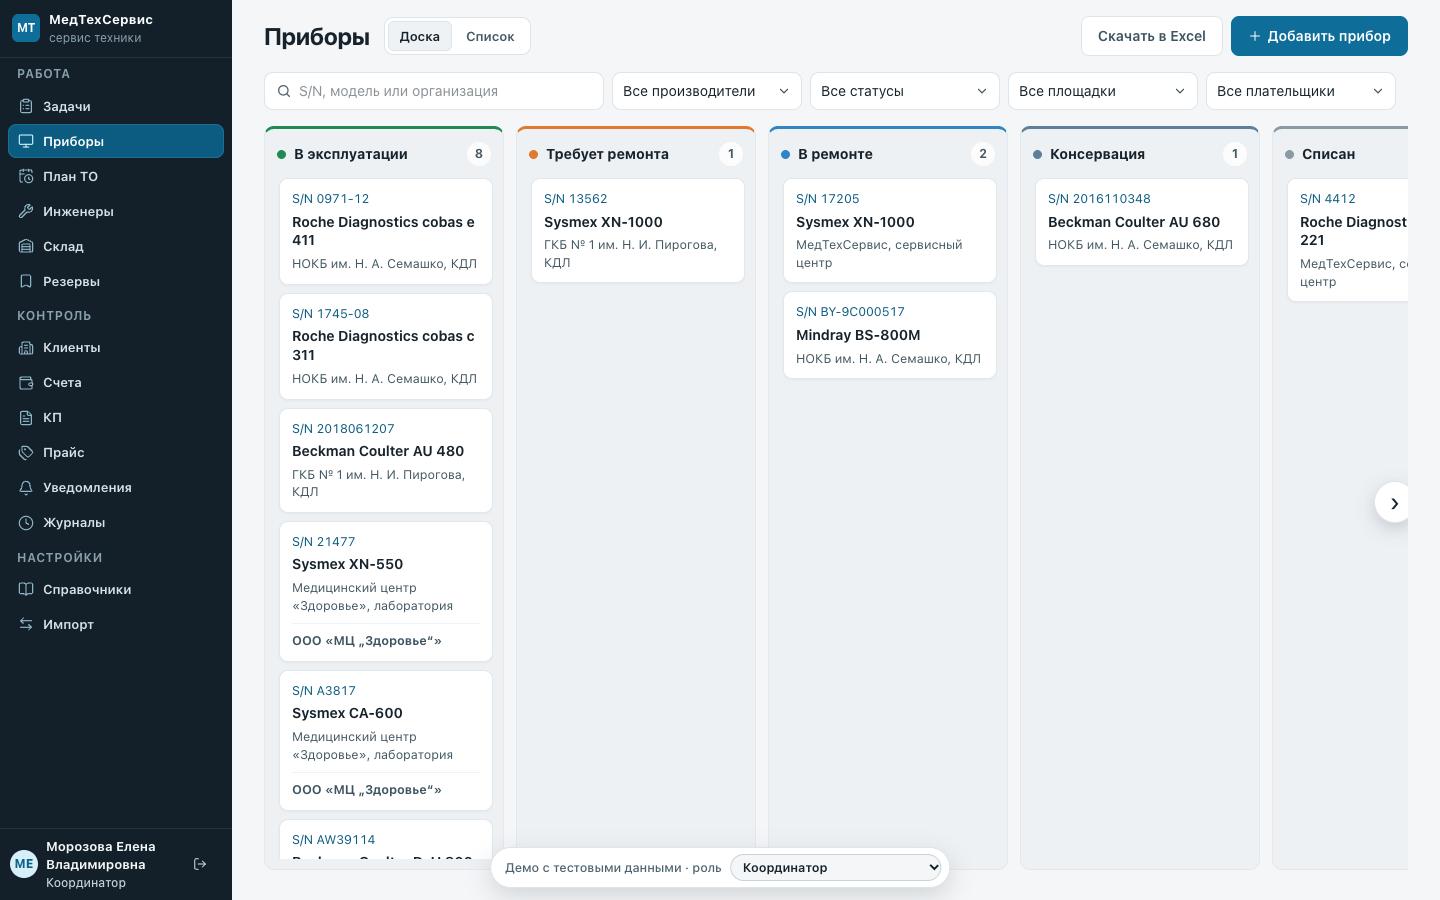 МТ
МедТехСервис
сервис техники
РАБОТА
Задачи
Приборы
План ТО
Инженеры
Склад
Резервы
КОНТРОЛЬ
Клиенты
Счета
КП
Прайс
Уведомления
Журналы
НАСТРОЙКИ
Справочники
Импорт
МЕ
Морозова Елена
Владимировна
Координатор
Приборы
Доска
Список
Скачать в Excel
+ Добавить прибор
S/N, модель или организация
Все производители
Все статусы
Все площадки
Все плательщики
В эксплуатации
8
S/N 0971-12
Roche Diagnostics cobas e
411
НОКБ им. Н. А. Семашко, КДЛ
S/N 1745-08
Roche Diagnostics cobas c
311
НОКБ им. Н. А. Семашко, КДЛ
S/N 2018061207
Beckman Coulter AU 480
ГКБ № 1 им. Н. И. Пирогова,
КДЛ
S/N 21477
Sysmex XN-550
Медицинский центр
«Здоровье», лаборатория
ООО «МЦ „Здоровье“»
S/N A3817
Sysmex CA-600
Медицинский центр
«Здоровье», лаборатория
ООО «МЦ „Здоровье“»
S/N AW39114
Требует ремонта
1
S/N 13562
Sysmex XN-1000
ГКБ № 1 им. Н. И. Пирогова,
КДЛ
В ремонте
2
S/N 17205
Sysmex XN-1000
МедТехСервис, сервисный
центр
S/N BY-9C000517
Mindray BS-800M
НОКБ им. Н. А. Семашко, КДЛ
Консервация
1
S/N 2016110348
Beckman Coulter AU 680
НОКБ им. Н. А. Семашко, КДЛ
Списан
S/N 4412
Roche Diagnost
221
МедТехСервис, с
центр
Демо с тестовыми данными · роль
Координатор